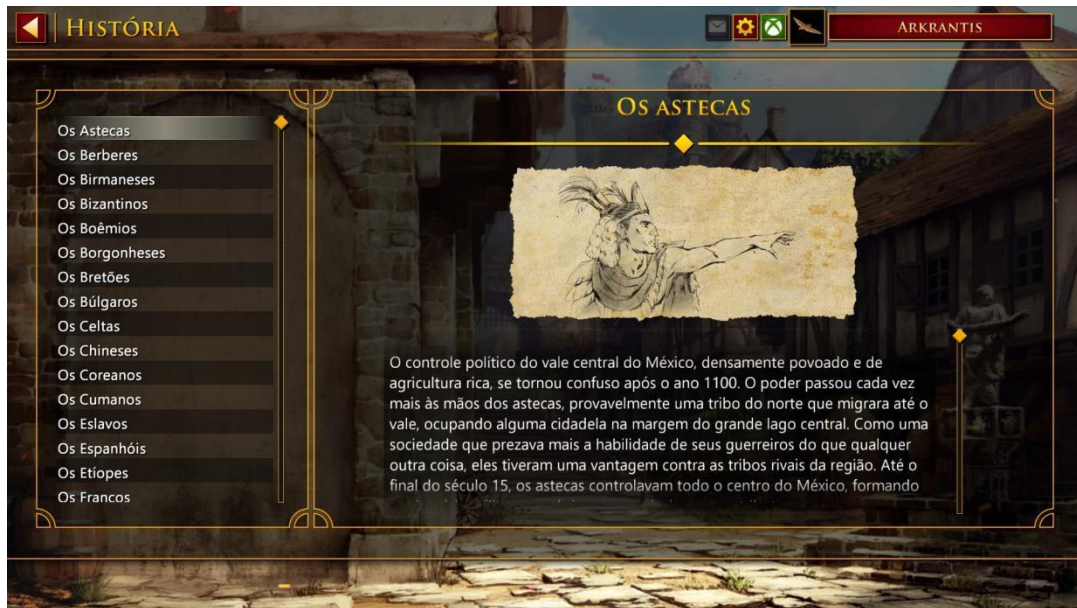 História
Arkrantis
Os Astecas
Os Berberes
Os Birmaneses
Os Bizantinos
Os Boêmios
Os Borgonheses
Os Bretões
Os Búlgaros
Os Celtas
Os Chineses
Os Coreanos
Os Cumanos
Os Eslavos
Os Espanhóis
Os Etíopes
Os Francos
Os astecas
O controle político do vale central do México, densamente povoado e de
agricultura rica, se tornou confuso após o ano 1100. O poder passou cada vez
mais às mãos dos astecas, provavelmente uma tribo do norte que migrara até o
vale, ocupando alguma cidadela na margem do grande lago central. Como uma
sociedade que prezava mais a habilidade de seus guerreiros do que qualquer
outra coisa, eles tiveram uma vantagem contra as tribos rivais da região. Até o
final do século 15, os astecas controlavam todo o centro do México, formando